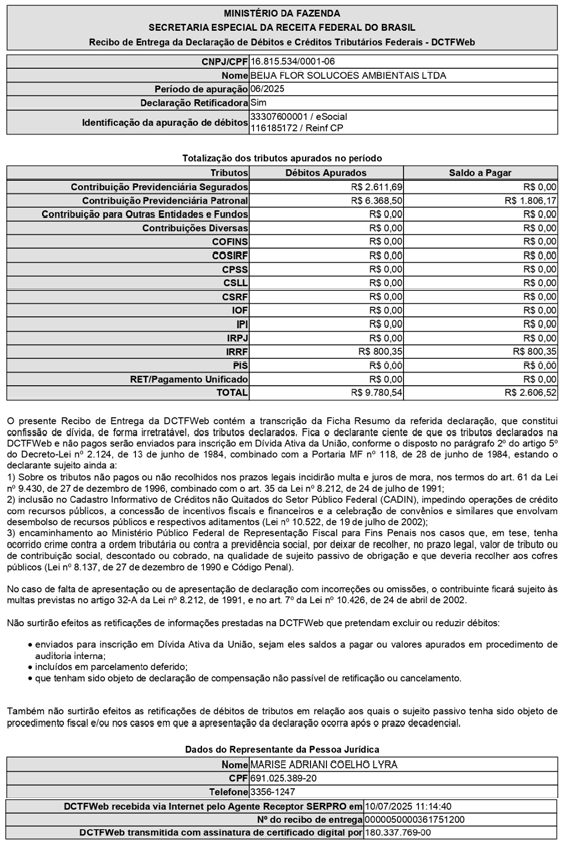 MINISTÉRIO DA FAZENDA
SECRETARIA ESPECIAL DA RECEITA FEDERAL DO BRASIL
Recibo de Entrega da Declaração de Débitos e Créditos Tributários Federais - DCTFWeb
CNPJ/CPF 16.815.534/0001-06
Nome BEIJA FLOR SOLUCOES AMBIENTAIS LTDA
Período de apuração 06/2025
Declaração Retificadora Sim
Identificação da apuração de débitos 33307600001 / eSocial
116185172 / Reinf CP
Totalização dos tributos apurados no período
Tributos Débitos Apurados Saldo a Pagar
Contribuição Previdenciária Segurados R$ 2.611,69 R$ 0,00
Contribuição Previdenciária Patronal R$ 6.368,50 R$ 1.806,17
Contribuição para Outras Entidades e Fundos R$ 0,00 R$ 0,00
Contribuições Diversas R$ 0,00 R$ 0,00
COFINS R$ 0,00 R$ 0,00
COSIRF R$ 0,00 R$ 0,00
CPSS R$ 0,00 R$ 0,00
CSLL R$ 0,00 R$ 0,00
CSRF R$ 0,00 R$ 0,00
IOF R$ 0,00 R$ 0,00
IPI R$ 0,00 R$ 0,00
IRPJ R$ 0,00 R$ 0,00
IRRF R$ 800,35 R$ 800,35
PIS R$ 0,00 R$ 0,00
RET/Pagamento Unificado R$ 0,00 R$ 0,00
TOTAL R$ 9.780,54 R$ 2.606,52
O presente Recibo de Entrega da DCTFWeb contém a transcrição da Ficha Resumo da referida declaração, que constitui
confissão de dívida, de forma irretratável, dos tributos declarados. Fica o declarante ciente de que os tributos declarados na
DCTFWeb e não pagos serão enviados para inscrição em Dívida Ativa da União, conforme o disposto no parágrafo 2º do artigo 5º
do Decreto-Lei nº 2.124, de 13 de junho de 1984, combinado com a Portaria MF nº 118, de 28 de junho de 1984, estando o
declarante sujeito ainda a:
1) Sobre os tributos não pagos ou não recolhidos nos prazos legais incidirão multa e juros de mora, nos termos do art. 61 da Lei
nº 9.430, de 27 de dezembro de 1996, combinado com o art. 35 da Lei nº 8.212, de 24 de julho de 1991;
2) inclusão no Cadastro Informativo de Créditos não Quitados do Setor Público Federal (CADIN), impedindo operações de crédito
com recursos públicos, a concessão de incentivos fiscais e financeiros e a celebração de convênios e similares que envolvam
desembolso de recursos públicos e respectivos aditamentos (Lei nº 10.522, de 19 de julho de 2002);
3) encaminhamento ao Ministério Público Federal de Representação Fiscal para Fins Penais nos casos que, em tese, tenha
ocorrido crime contra a ordem tributária ou contra a previdência social, por deixar de recolher, no prazo legal, valor de tributo ou
de contribuição social, descontado ou cobrado, na qualidade de sujeito passivo de obrigação e que deveria recolher aos cofres
públicos (Lei nº 8.137, de 27 de dezembro de 1990 e Código Penal).
No caso de falta de apresentação ou de apresentação de declaração com incorreções ou omissões, o contribuinte ficará sujeito às
multas previstas no artigo 32-A da Lei nº 8.212, de 1991, e no art. 7º da Lei nº 10.426, de 24 de abril de 2002.
Não surtirão efeitos as retificações de informações prestadas na DCTFWeb que pretendam excluir ou reduzir débitos:
• enviados para inscrição em Dívida Ativa da União, sejam eles saldos a pagar ou valores apurados em procedimento de
auditoria interna;
• incluídos em parcelamento deferido;
• que tenham sido objeto de declaração de compensação não passível de retificação ou cancelamento.
Também não surtirão efeitos as retificações de débitos de tributos em relação aos quais o sujeito passivo tenha sido objeto de
procedimento fiscal e/ou nos casos em que a apresentação da declaração ocorra após o prazo decadencial.
Dados do Representante da Pessoa Jurídica
Nome MARISE ADRIANI COELHO LYRA
CPF 691.025.389-20
Telefone 3356-1247
DCTFWeb recebida via Internet pelo Agente Receptor SERPRO em 10/07/2025 11:14:40
Nº do recibo de entrega 0000050000361751200
DCTFWeb transmitida com assinatura de certificado digital por 180.337.769-00